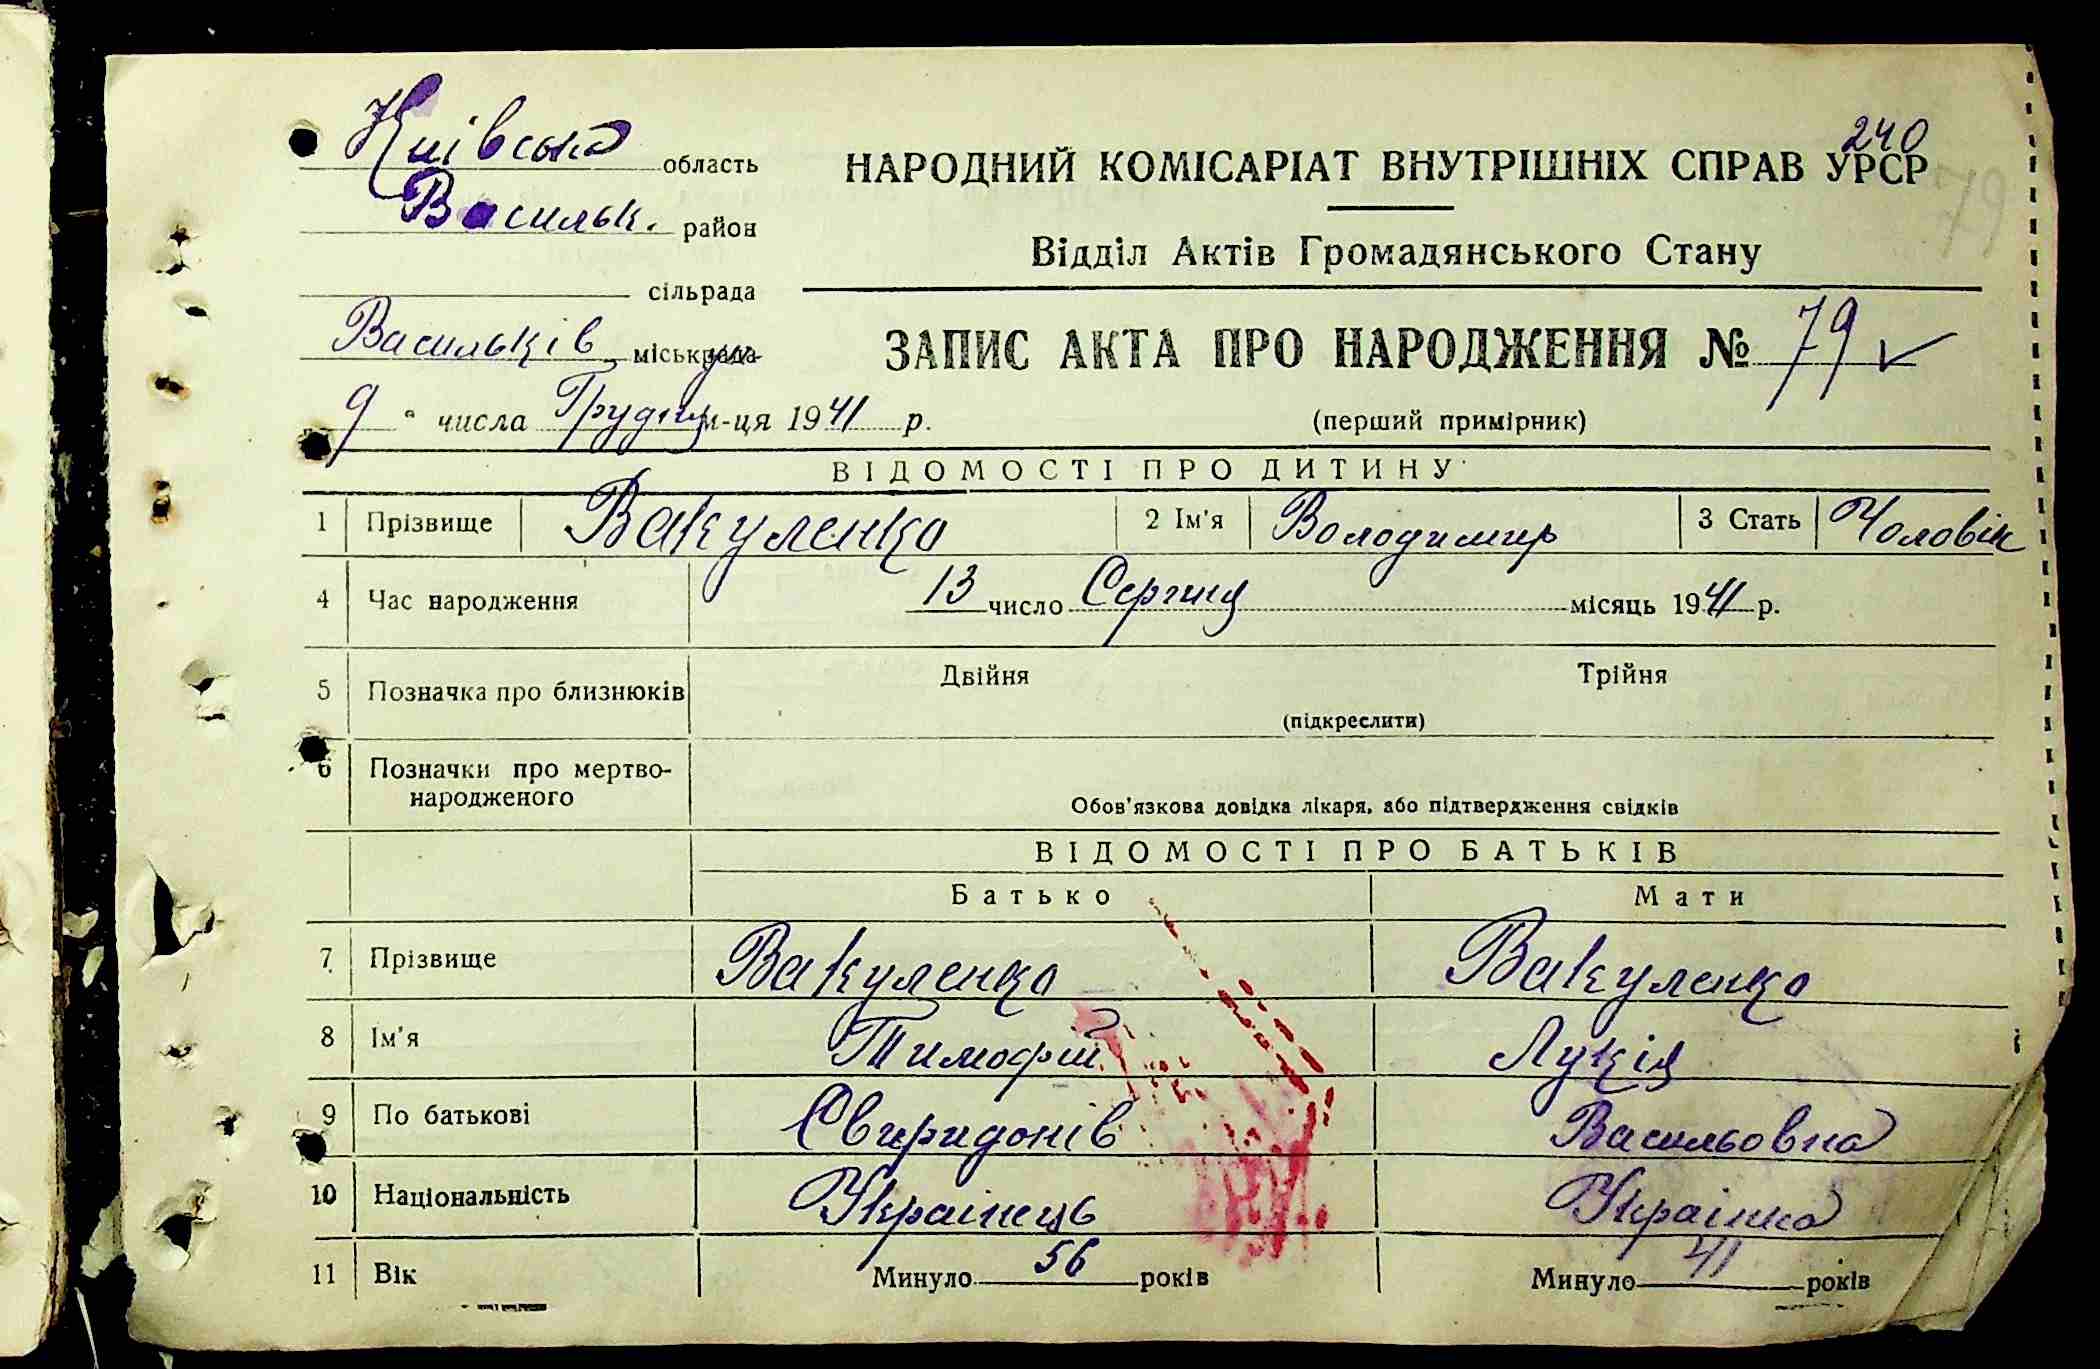 240
Київська область
НАРОДНИЙ КОМІСАРІАТ ВНУТРІШНІХ СПРАВ УРСР
79
Васильк. район
Відділ Актів Громадянського Стану
сільрада
Васильків міськрада
ЗАПИС АКТА ПРО НАРОДЖЕННЯ № 79 ✓
9 " числа Грудня м-ця 1941 р.
(перший примірник)
ВІДОМОСТІ ПРО ДИТИНУ
1 Прізвище Вакуленко 2 Ім'я Володимир 3 Стать Чоловік
4 Час народження 13 число Серпня місяць 1941 р.
5 Позначка про близнюків Двійня Трійня
(підкреслити)
6 Позначки про мертво-
народженого
Обов'язкова довідка лікаря, або підтвердження свідків
ВІДОМОСТІ ПРО БАТЬКІВ
Батько Мати
7 Прізвище Вакуленко Вакуленко
8 Ім'я Тимофій Лукія
9 По батькові Свиридонів Васильовна
10 Національність Українець Українка
11 Вік Минуло 56 років Минуло 41 років